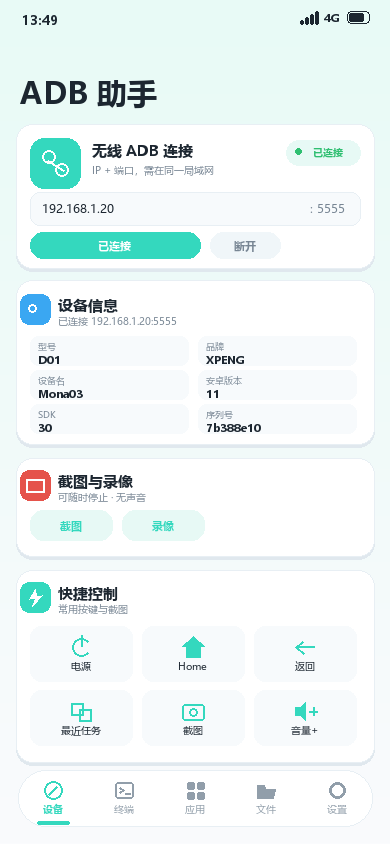 13:49
4G
ADB 助手
无线 ADB 连接
已连接
IP + 端口，需在同一局域网
192.168.1.20
: 5555
已连接
断开
设备信息
已连接 192.168.1.20:5555
型号
D01
品牌
XPENG
设备名
Mona03
安卓版本
11
SDK
30
序列号
7b388e10
截图与录像
可随时停止 · 无声音
截图
录像
快捷控制
常用按键与截图
电源
Home
返回
最近任务
截图
音量+
设备
终端
应用
文件
设置